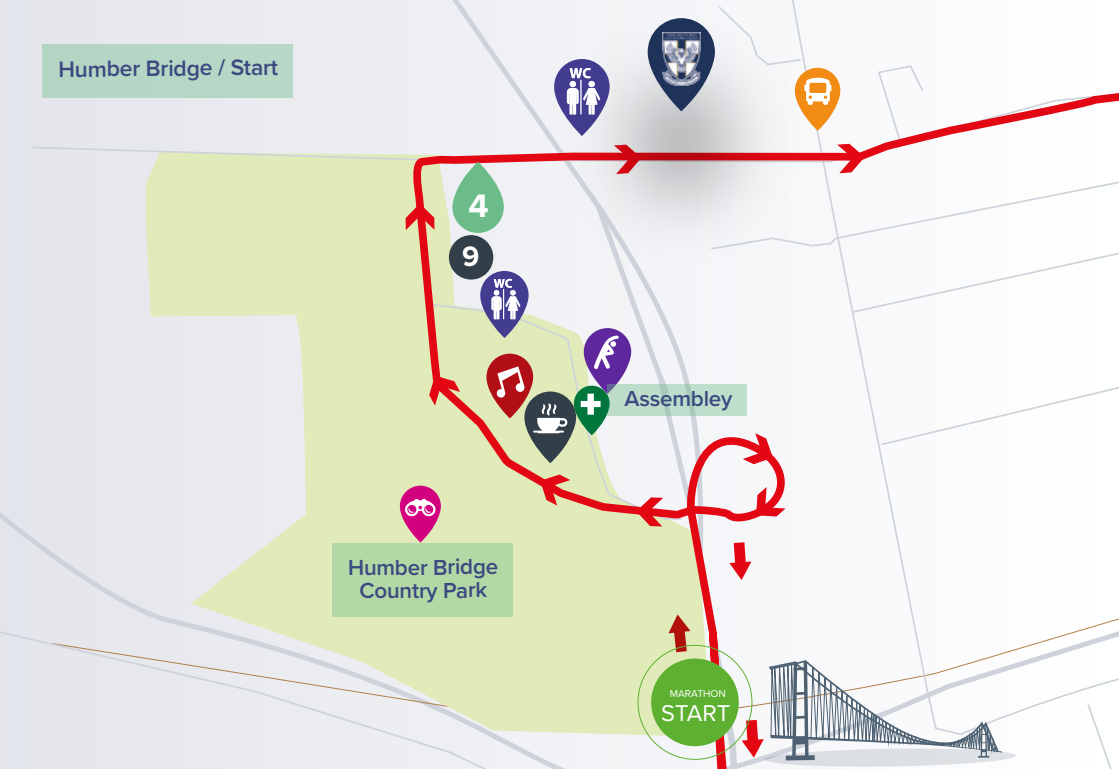 Humber Bridge / Start
WC
4
9
WC
Assembley
Humber Bridge
Country Park
MARATHON
START